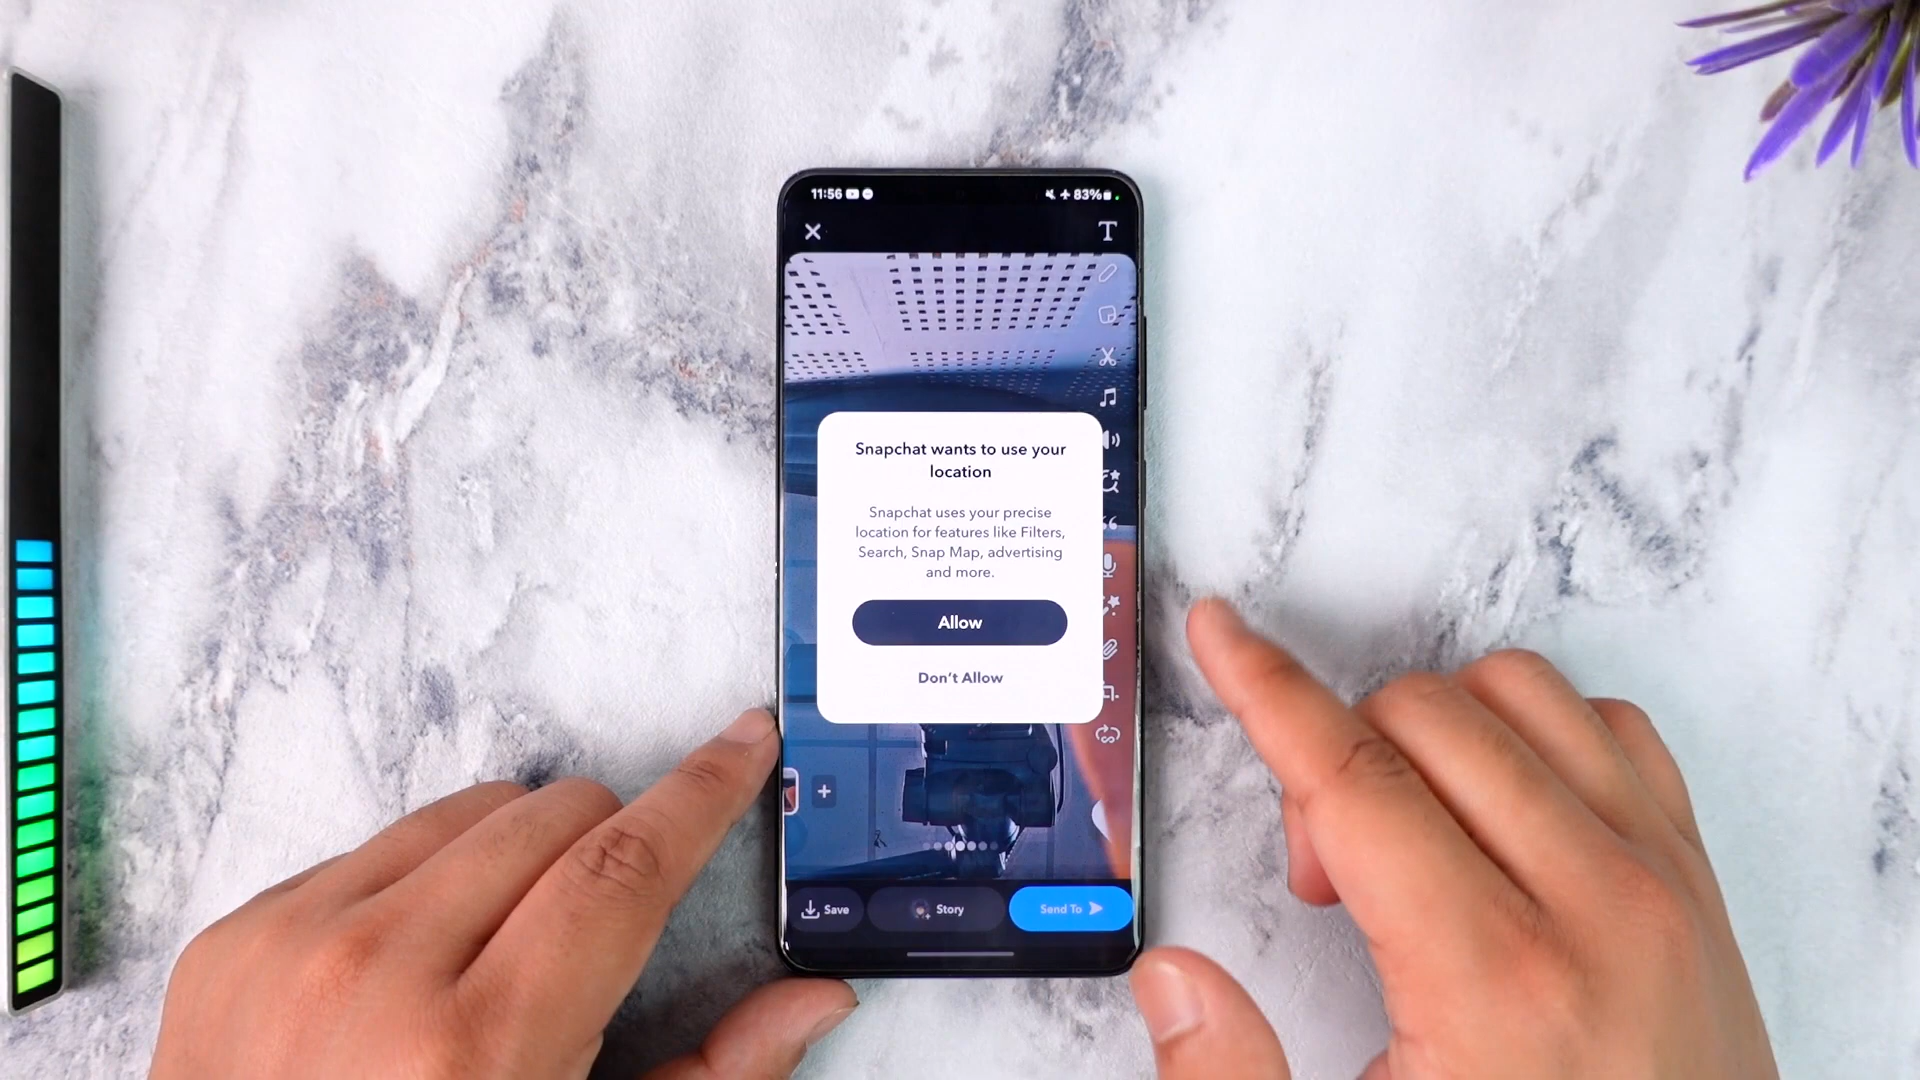 11:56
83%
T
Snapchat wants to use your
location
Snapchat uses your precise
location for features like Filters,
Search, Snap Map, advertising
and more.
Allow
Don't Allow
Save
Story
Send To